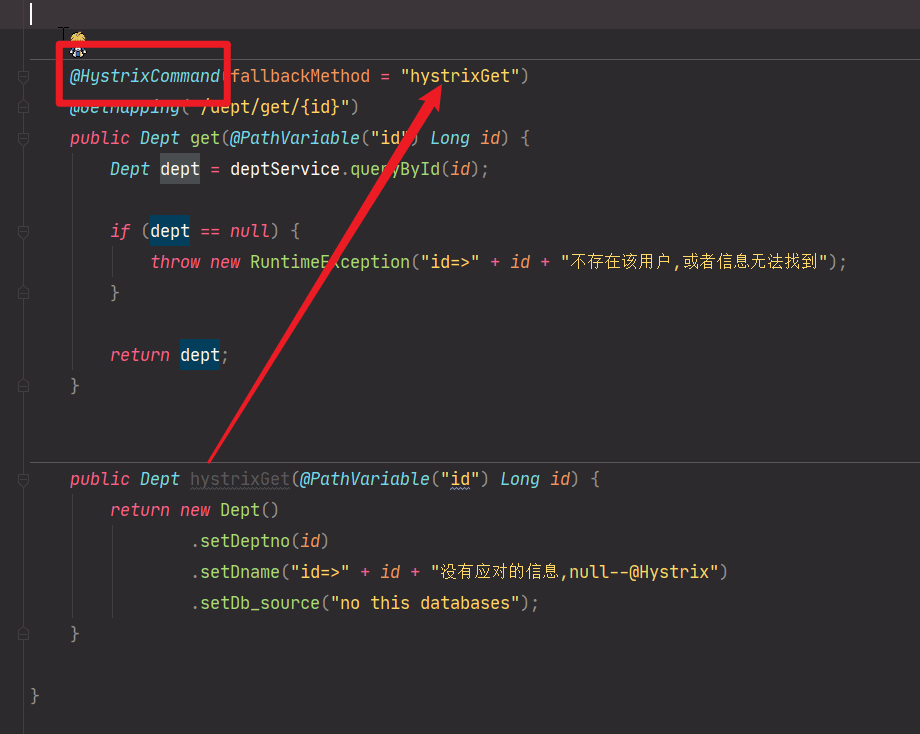 @HystrixCommand(fallbackMethod = "hystrixGet")
@GetMapping("/dept/get/{id}")
public Dept get(@PathVariable("id") Long id) {
Dept dept = deptService.queryById(id);
if (dept == null) {
throw new RuntimeException("id=>" + id + "不存在该用户,或者信息无法找到");
}
return dept;
}
public Dept hystrixGet(@PathVariable("id") Long id) {
return new Dept()
.setDeptno(id)
.setDname("id=>" + id + "没有应对的信息,null--@Hystrix")
.setDb_source("no this databases");
}
}